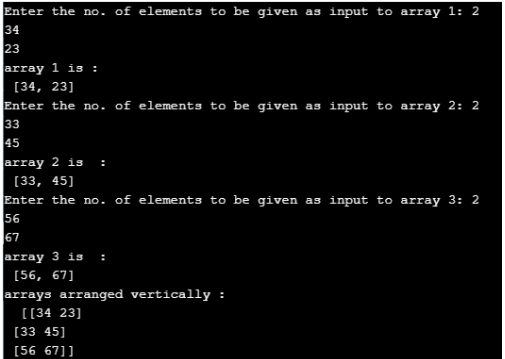 Enter the no. of elements to be given as input to array 1: 2
34
23
array 1 is :
[34, 23]
Enter the no. of elements to be given as input to array 2: 2
33
45
array 2 is  :
[33, 45]
Enter the no. of elements to be given as input to array 3: 2
56
67
array 3 is  :
[56, 67]
arrays arranged vertically :
[[34 23]
[33 45]
[56 67]]